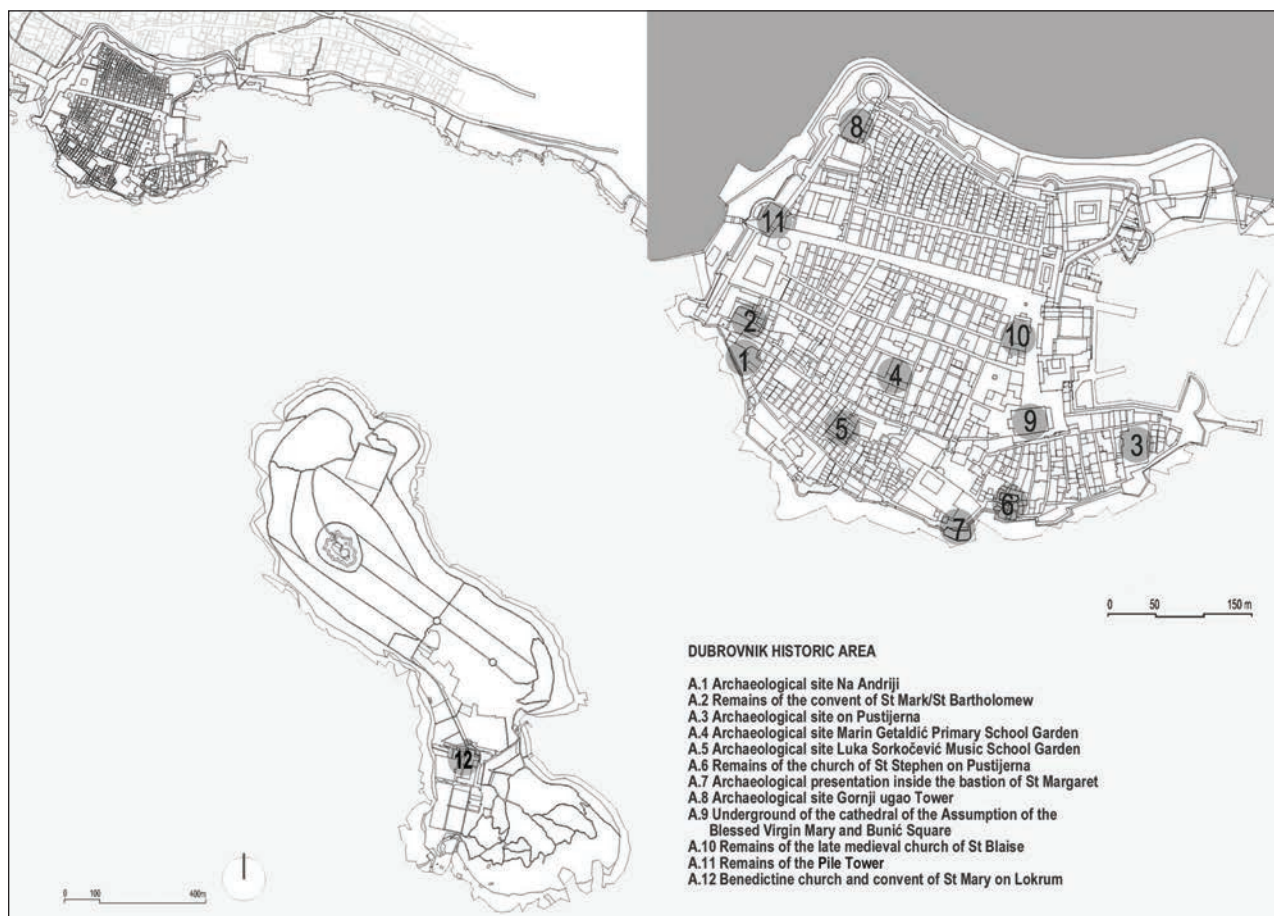 8
11
2
10
1
4
5
9
3
6
7
0 50 150 m
DUBROVNIK HISTORIC AREA
A.1 Archaeological site Na Andriji
A.2 Remains of the convent of St Mark/St Bartholomew
A.3 Archaeological site on Pustijerna
A.4 Archaeological site Marin Getaldić Primary School Garden
A.5 Archaeological site Luka Sorkočević Music School Garden
A.6 Remains of the church of St Stephen on Pustijerna
A.7 Archaeological presentation inside the bastion of St Margaret
A.8 Archaeological site Gornji ugao Tower
A.9 Underground of the cathedral of the Assumption of the
Blessed Virgin Mary and Bunić Square
A.10 Remains of the late medieval church of St Blaise
A.11 Remains of the Pile Tower
A.12 Benedictine church and convent of St Mary on Lokrum
12
0 100 400m